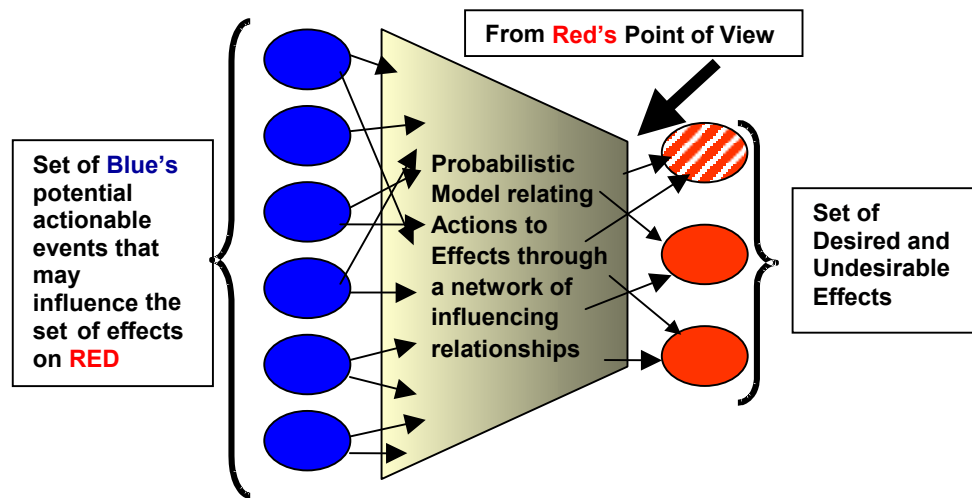 From Red's Point of View
Set of Blue's
potential
actionable
events that
may
influence the
set of effects
on RED
Probabilistic
Model relating
Actions to
Effects through
a network of
influencing
relationships
Set of
Desired and
Undesirable
Effects